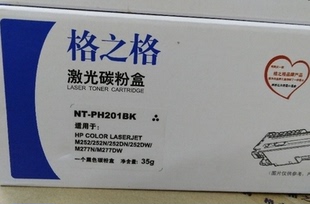 格之格
激光碳粉盒
LASER TONER CARTRIDGE
NT-PH201BK
适用于:
HP COLOR LASERJET
M252/252N/252DN/252DW/
M277N/M277DW
一个黑色碳粉盒 净含量: 35g